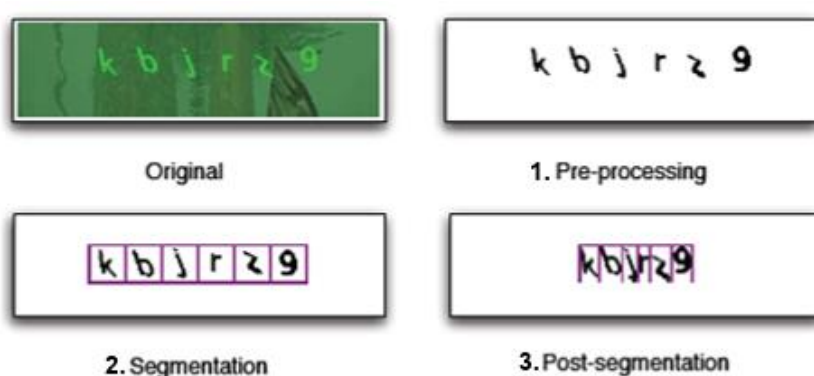 k b j r z 9
k b j r z 9
Original
1. Pre-processing
k b j r z 9
k b j r z 9
2. Segmentation
3. Post-segmentation